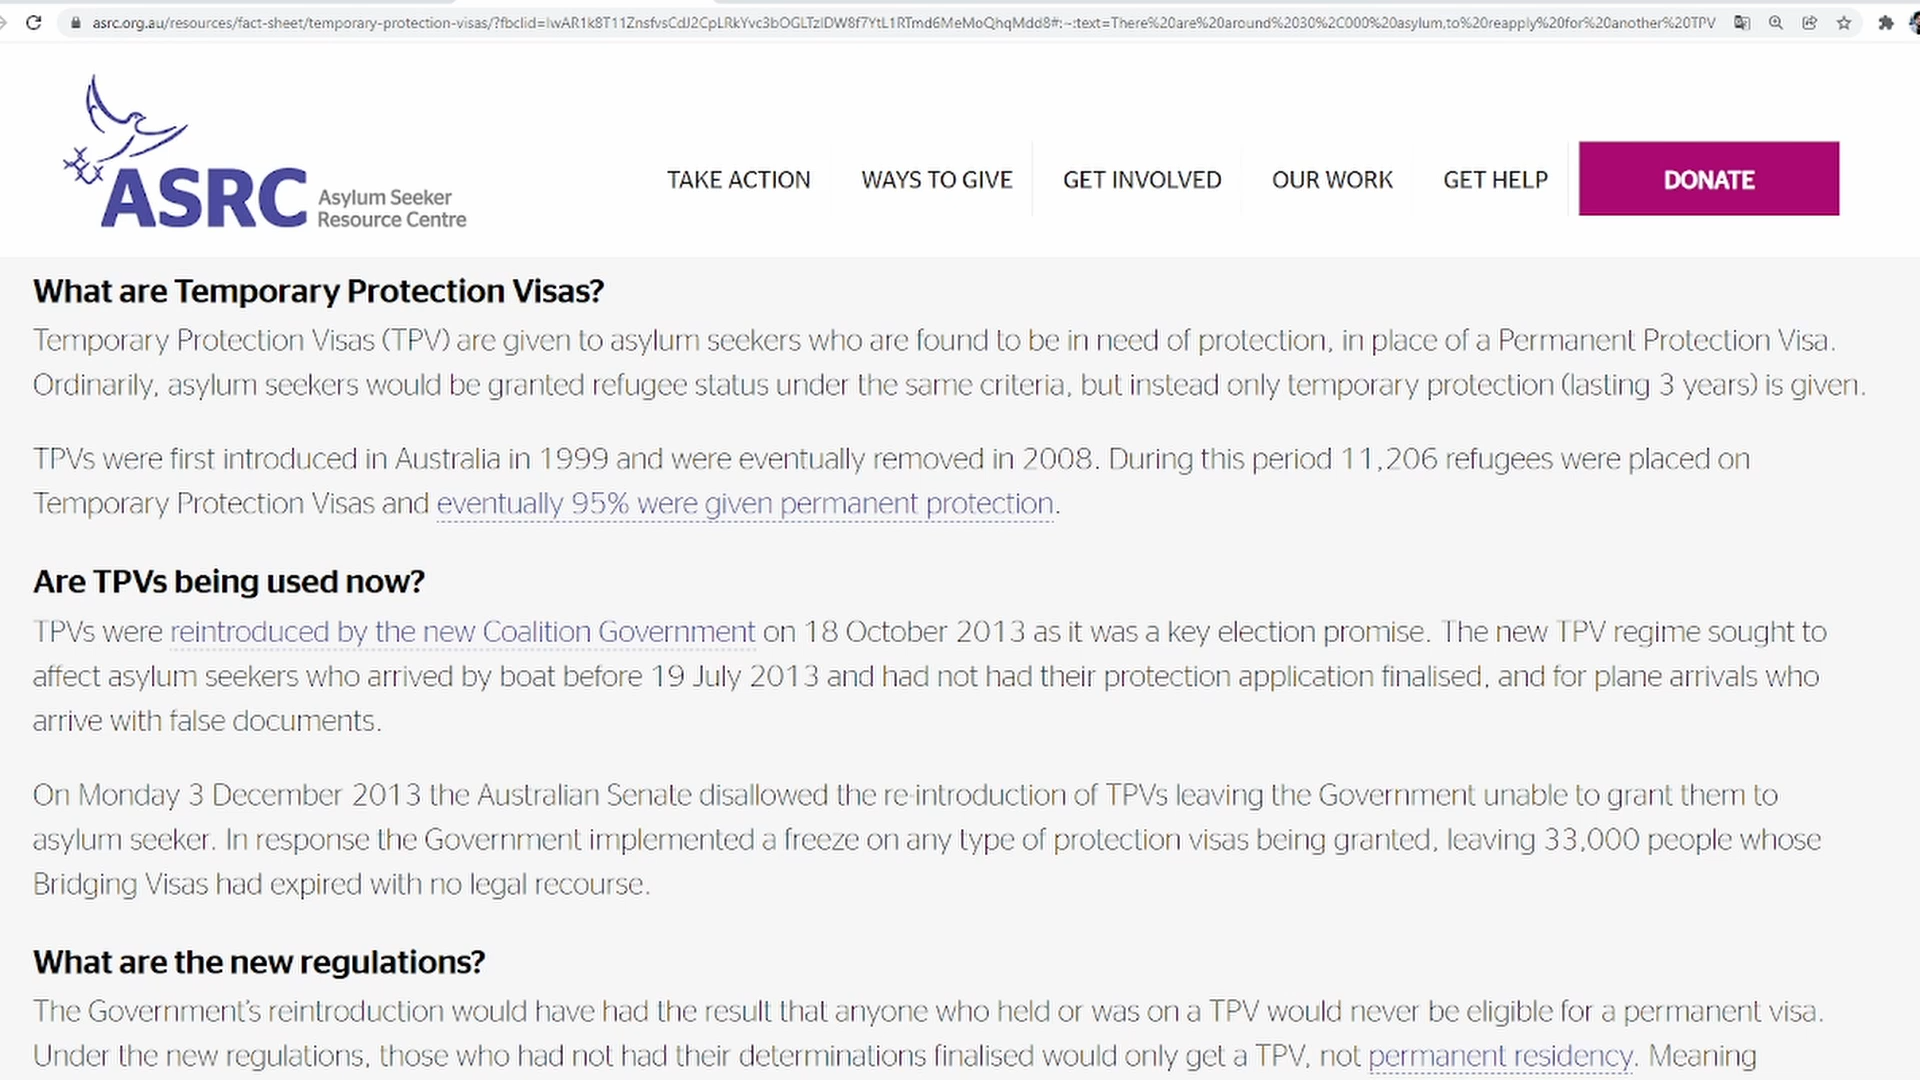 asrc.org.au/resources/fact-sheet/temporary-protection-visas/?fbclid=IwAR1k8T11ZnsfvsCdJ2CpLRkYvc3bOGLTzIDW8f7YtL1RTmd6MeMoQhqMdd8#:~:text=There%20are%20around%2030%2C000%20asylum,to%20reapply%20for%20another%20TPV
ASRC Asylum Seeker
Resource Centre
TAKE ACTION WAYS TO GIVE GET INVOLVED OUR WORK GET HELP DONATE
What are Temporary Protection Visas?
Temporary Protection Visas (TPV) are given to asylum seekers who are found to be in need of protection, in place of a Permanent Protection Visa.
Ordinarily, asylum seekers would be granted refugee status under the same criteria, but instead only temporary protection (lasting 3 years) is given.
TPVs were first introduced in Australia in 1999 and were eventually removed in 2008. During this period 11,206 refugees were placed on
Temporary Protection Visas and eventually 95% were given permanent protection.
Are TPVs being used now?
TPVs were reintroduced by the new Coalition Government on 18 October 2013 as it was a key election promise. The new TPV regime sought to
affect asylum seekers who arrived by boat before 19 July 2013 and had not had their protection application finalised, and for plane arrivals who
arrive with false documents.
On Monday 3 December 2013 the Australian Senate disallowed the re-introduction of TPVs leaving the Government unable to grant them to
asylum seeker. In response the Government implemented a freeze on any type of protection visas being granted, leaving 33,000 people whose
Bridging Visas had expired with no legal recourse.
What are the new regulations?
The Government's reintroduction would have had the result that anyone who held or was on a TPV would never be eligible for a permanent visa.
Under the new regulations, those who had not had their determinations finalised would only get a TPV, not permanent residency. Meaning